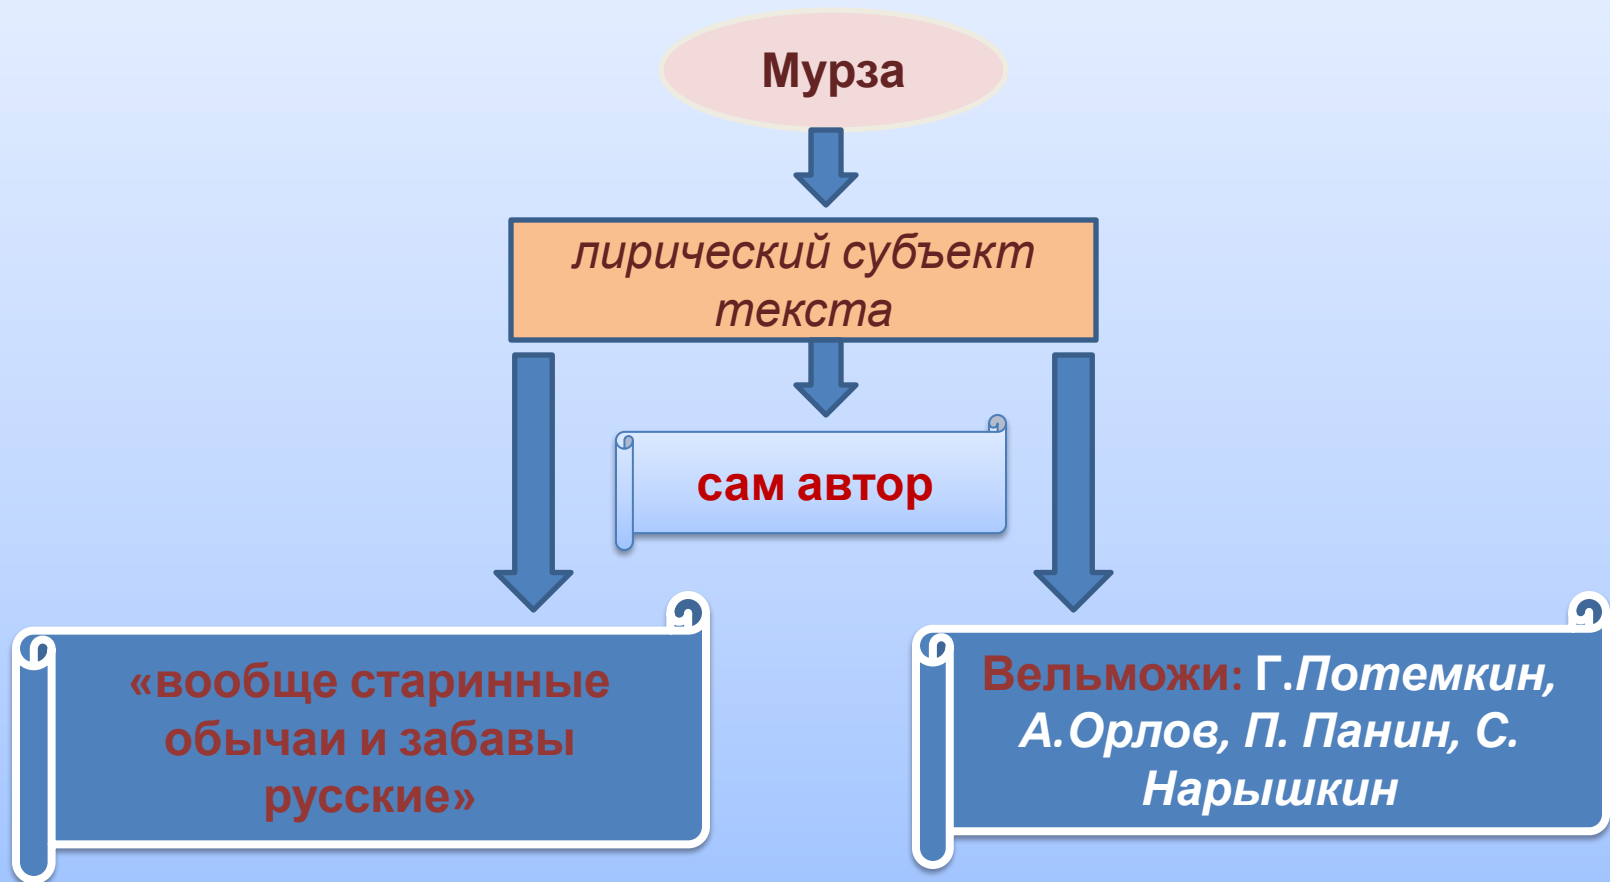 Мурза
лирический субъект
текста
сам автор
«вообще старинные
обычаи и забавы
русские»
Вельможи: Г.Потемкин,
А.Орлов, П. Панин, С.
Нарышкин